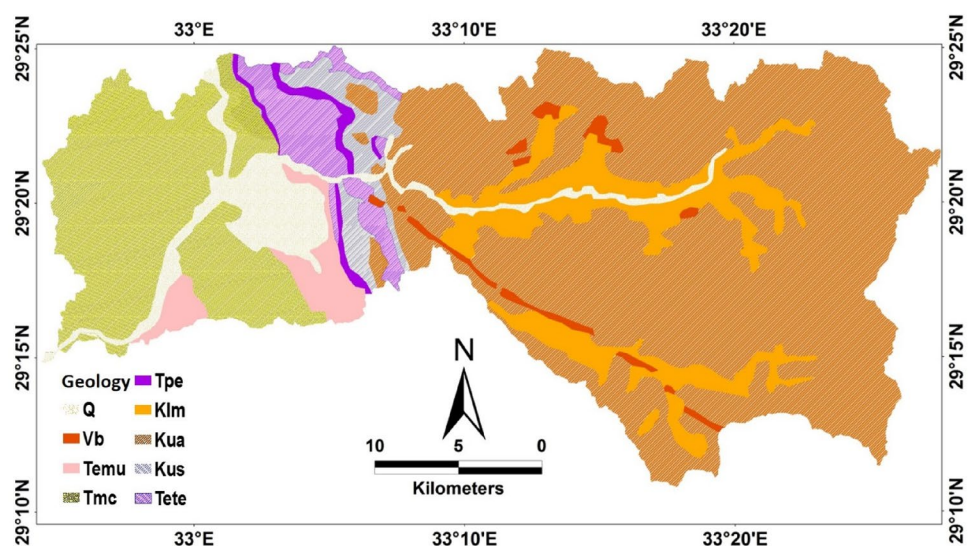 33°E 33°10'E 33°20'E
29°25'N 29°25'N
29°20'N 29°20'N
29°15'N 29°15'N
29°10'N 29°10'N
N
Geology
Q
Vb
Temu
Tmc
Tpe
Klm
Kua
Kus
Tete
10 5 0
Kilometers
33°E 33°10'E 33°20'E